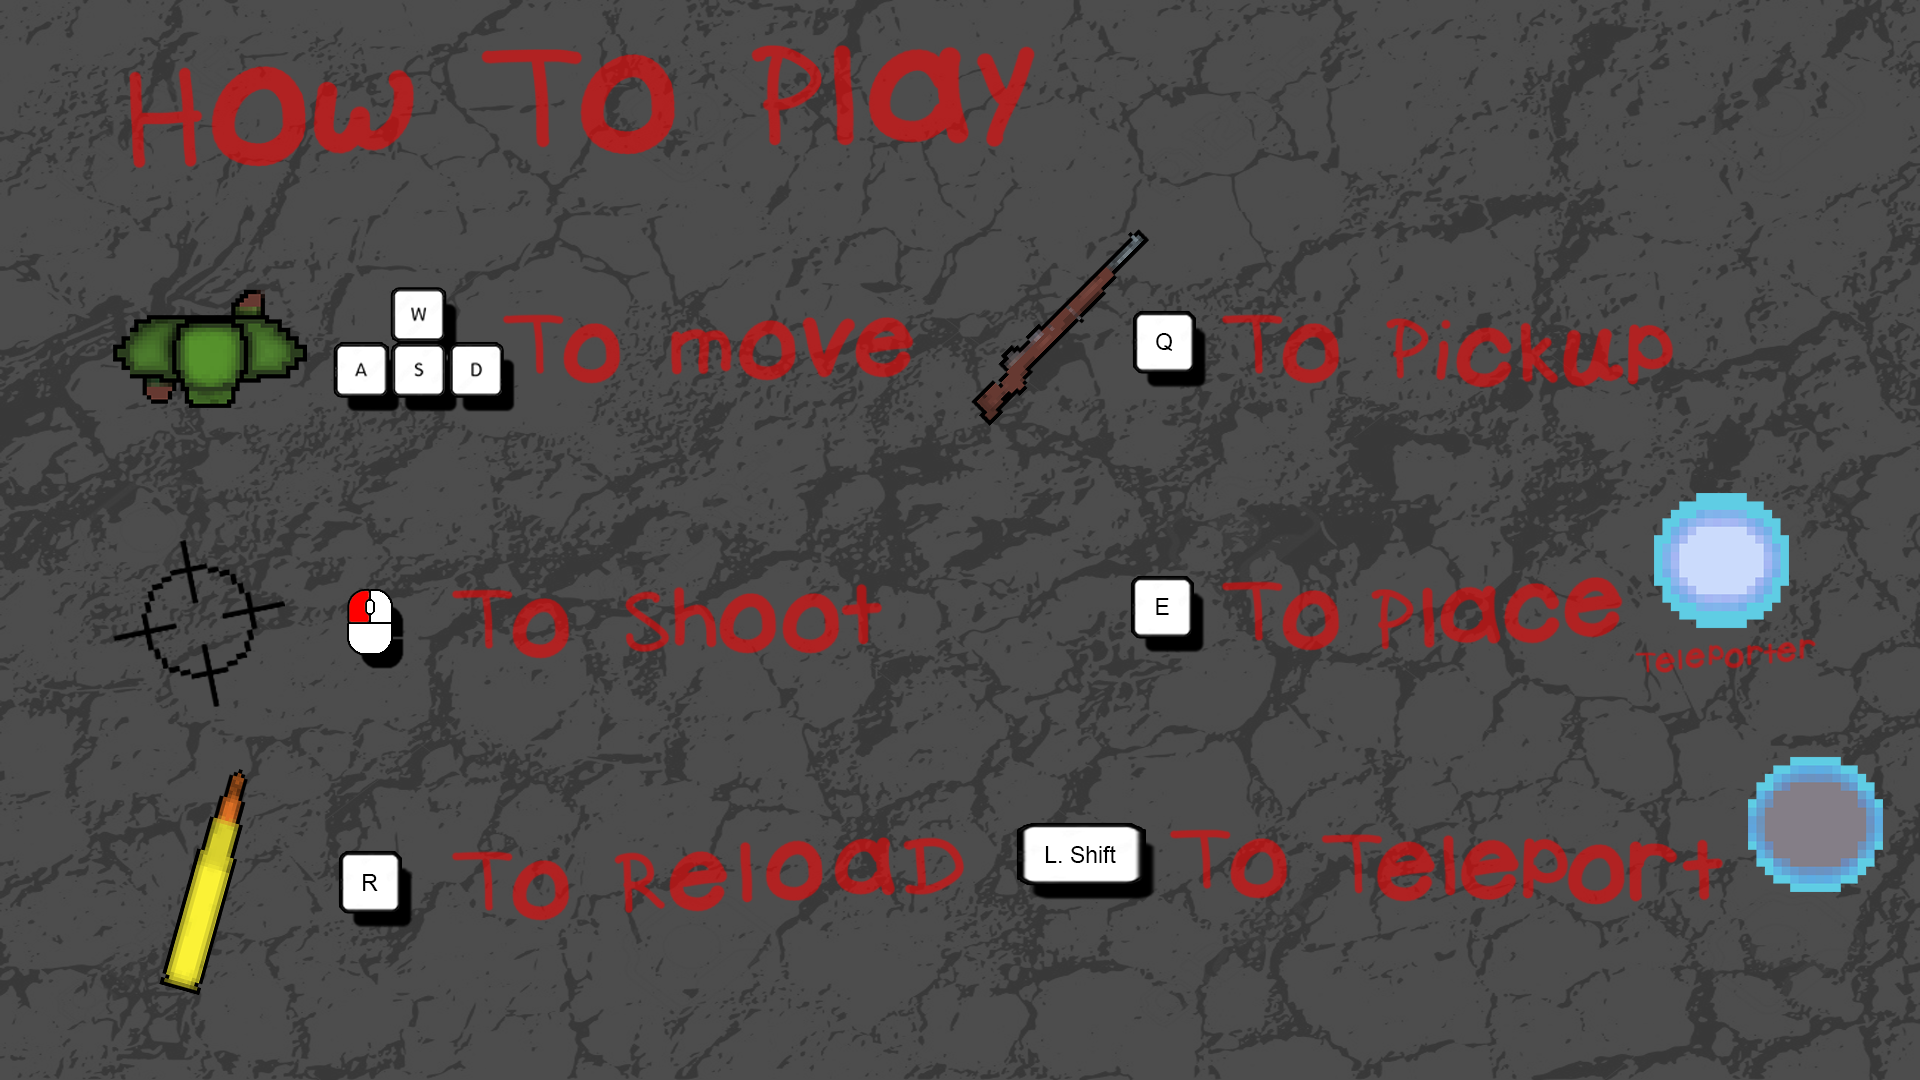 How To Play
W
A S D To move
Q To Pickup
To Shoot
E To Place
Teleporter
R To ReloaD
L. Shift To Teleport